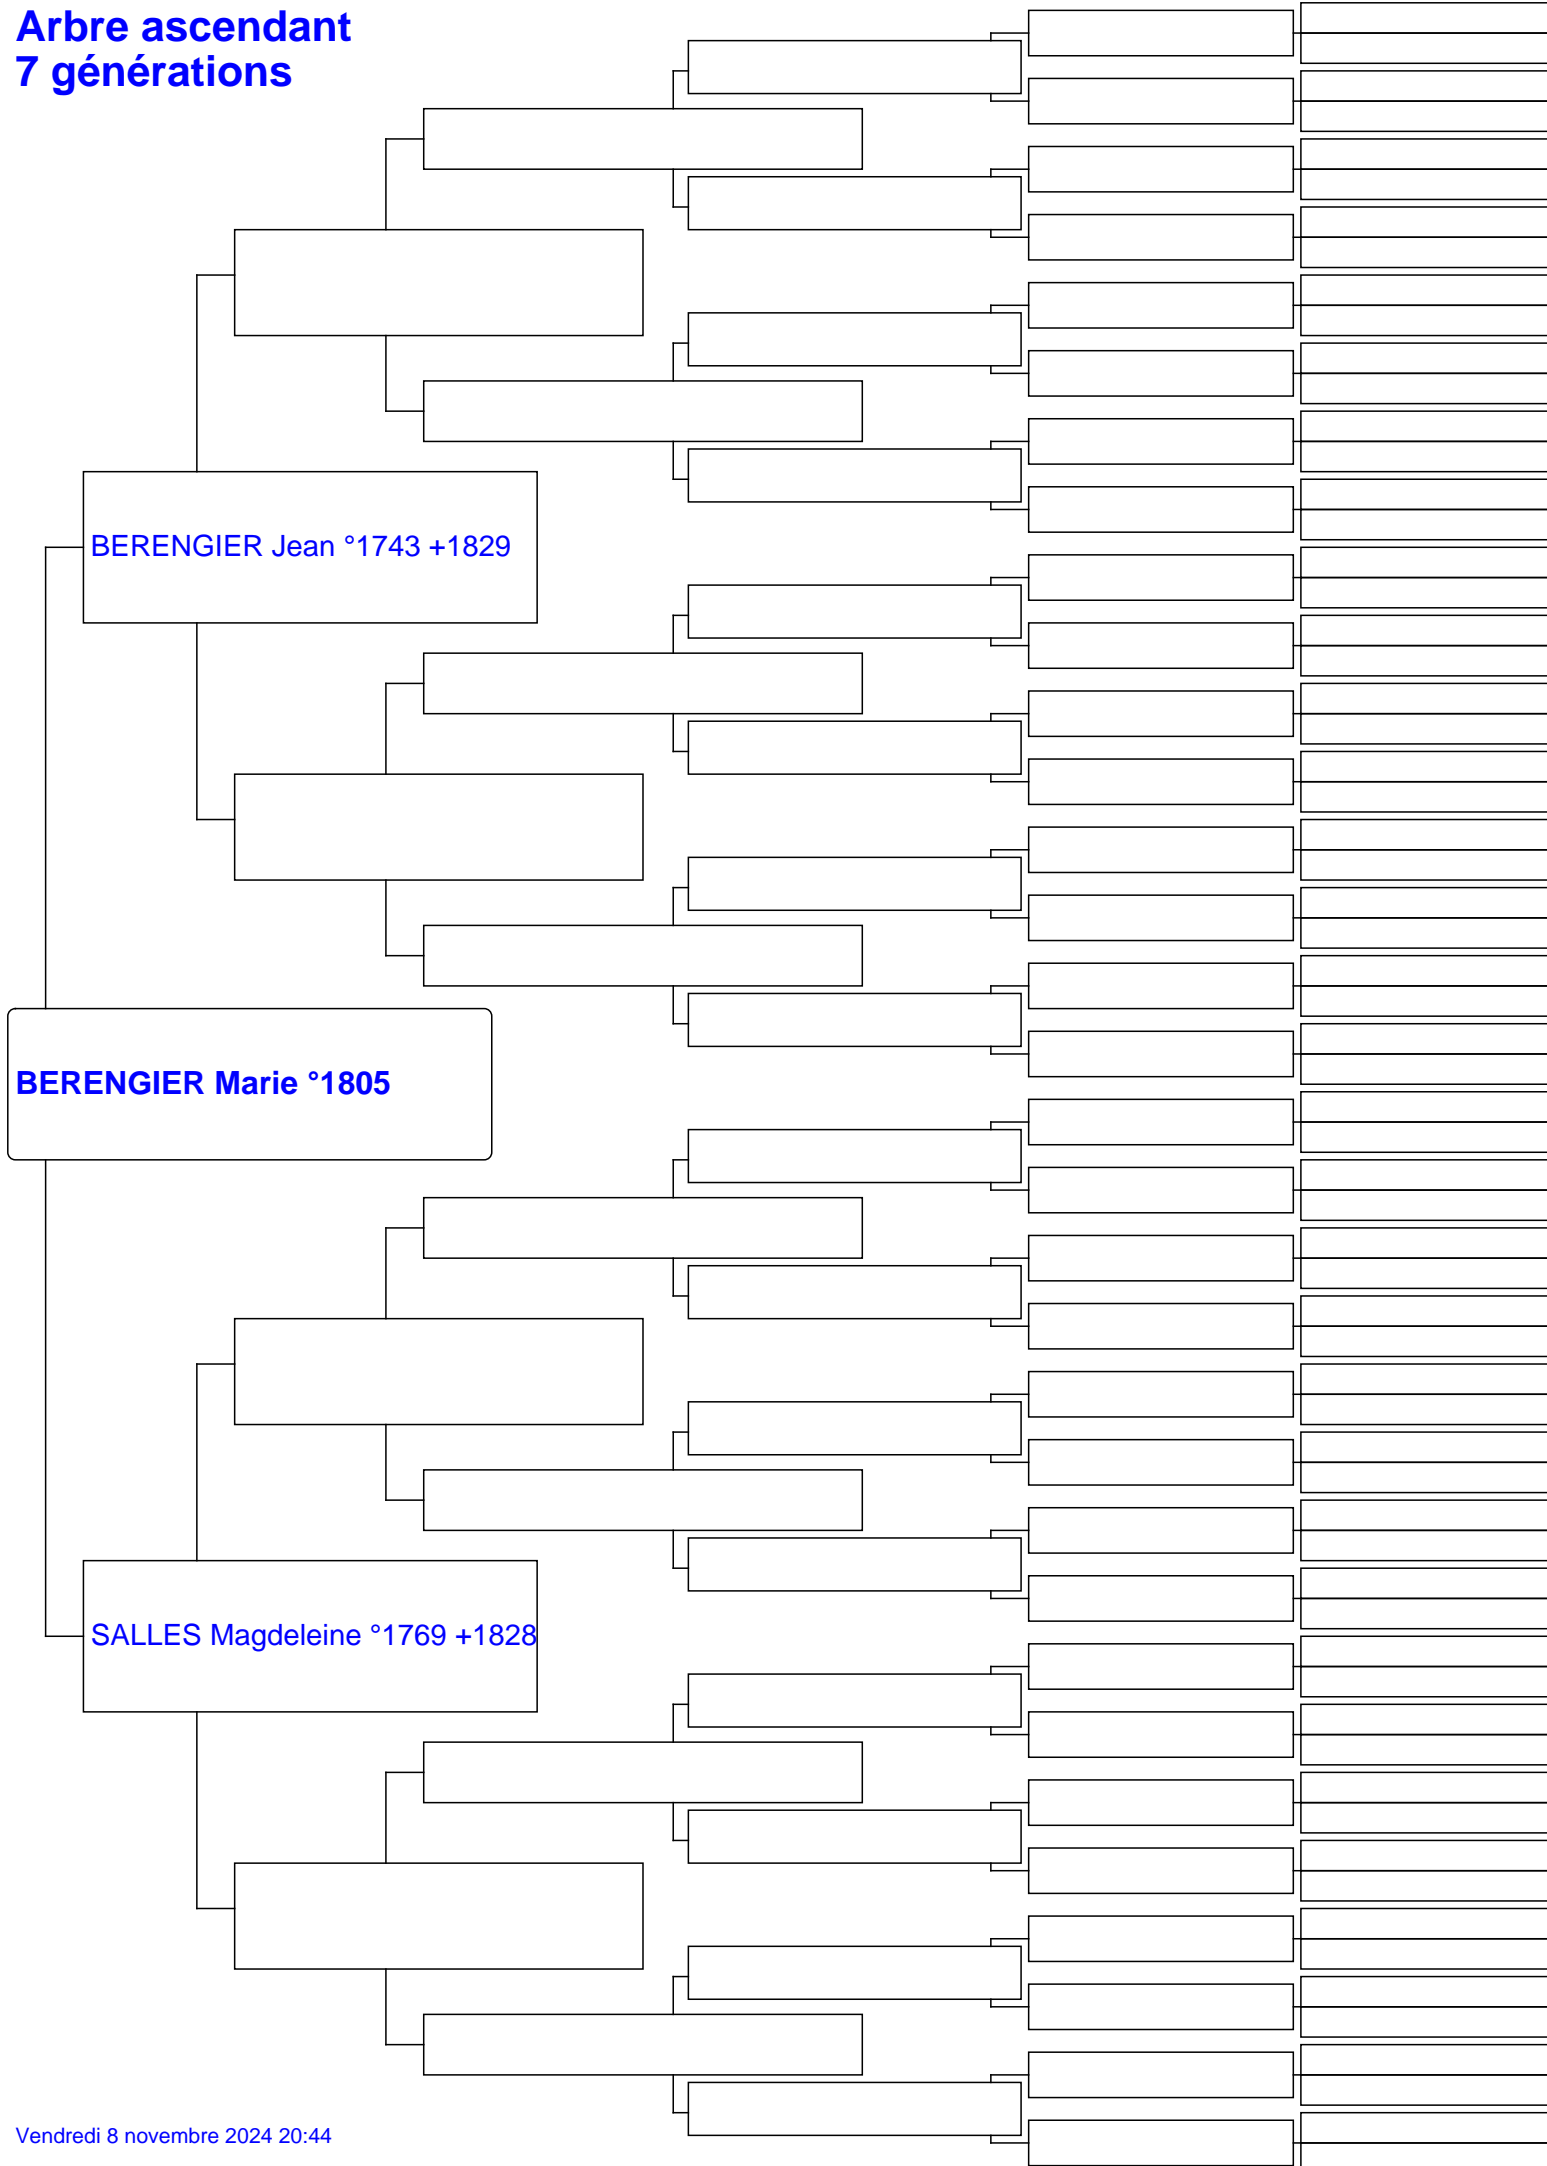 Arbre ascendant
7 générations
BERENGIER Jean °1743 +1829
BERENGIER Marie °1805
SALLES Magdeleine °1769 +1828
Vendredi 8 novembre 2024 20:44